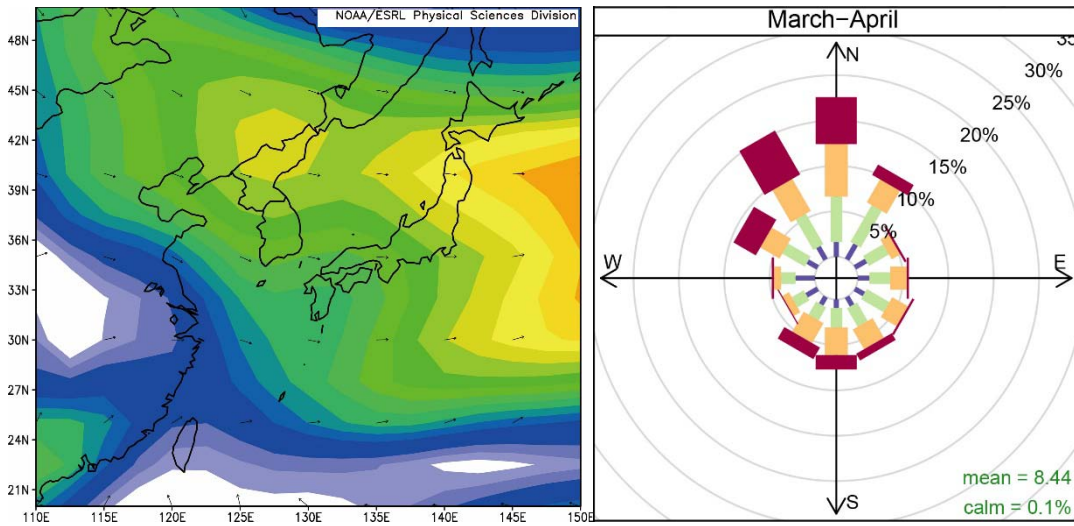 NOAA/ESRL Physical Sciences Division
48N
45N
42N
39N
36N
33N
30N
27N
24N
21N
110E 115E 120E 125E 130E 135E 140E 145E 150E
March−April
N
35
30%
25%
20%
15%
10%
5%
W
E
S
mean = 8.44
calm = 0.1%